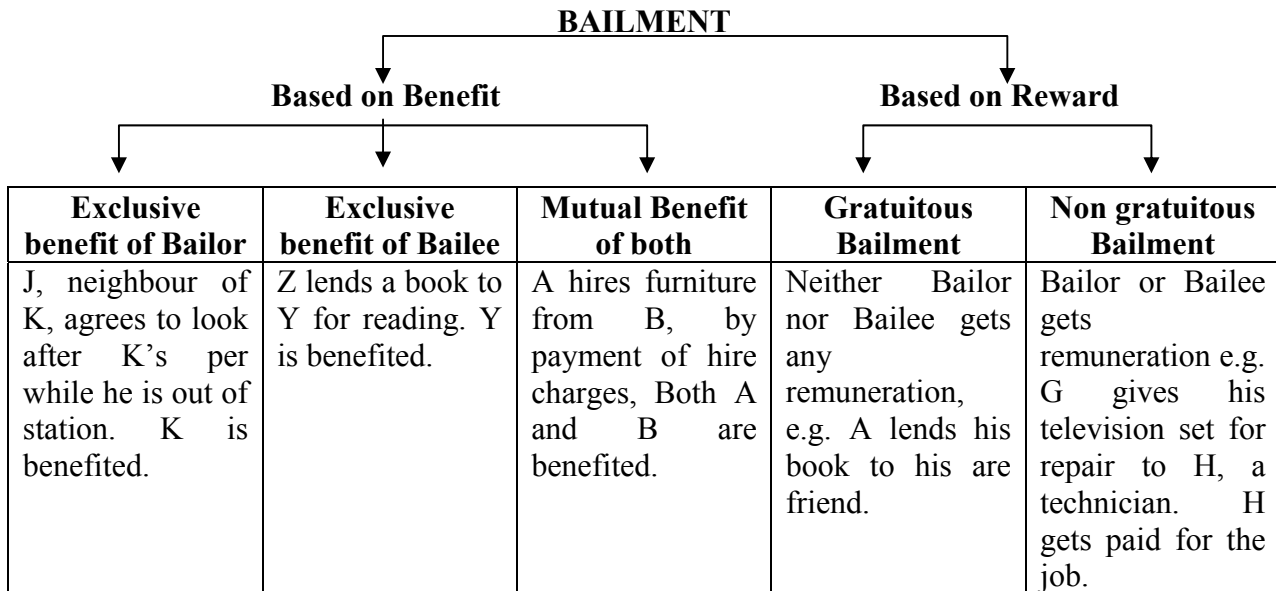 BAILMENT
Based on Benefit
Based on Reward
Exclusive
benefit of Bailor
Exclusive
benefit of Bailee
Mutual Benefit
of both
Gratuitous
Bailment
Non gratuitous
Bailment
J, neighbour of
K, agrees to look
after K's per
while he is out of
station. K is
benefited.
Z lends a book to
Y for reading. Y
is benefited.
A hires furniture
from B, by
payment of hire
charges, Both A
and B are
benefited.
Neither Bailor
nor Bailee gets
any
remuneration,
e.g. A lends his
book to his are
friend.
Bailor or Bailee
gets
remuneration e.g.
G gives his
television set for
repair to H, a
technician. H
gets paid for the
job.